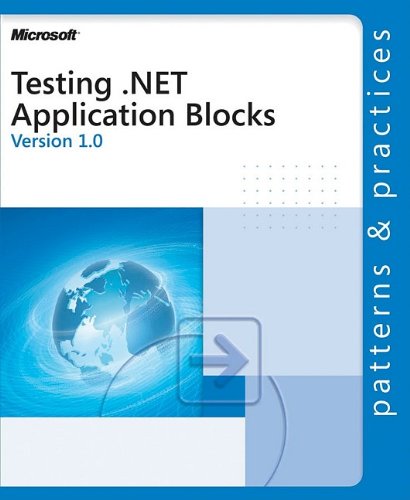 Microsoft®
Testing .NET
Application Blocks
Version 1.0
patterns & practices